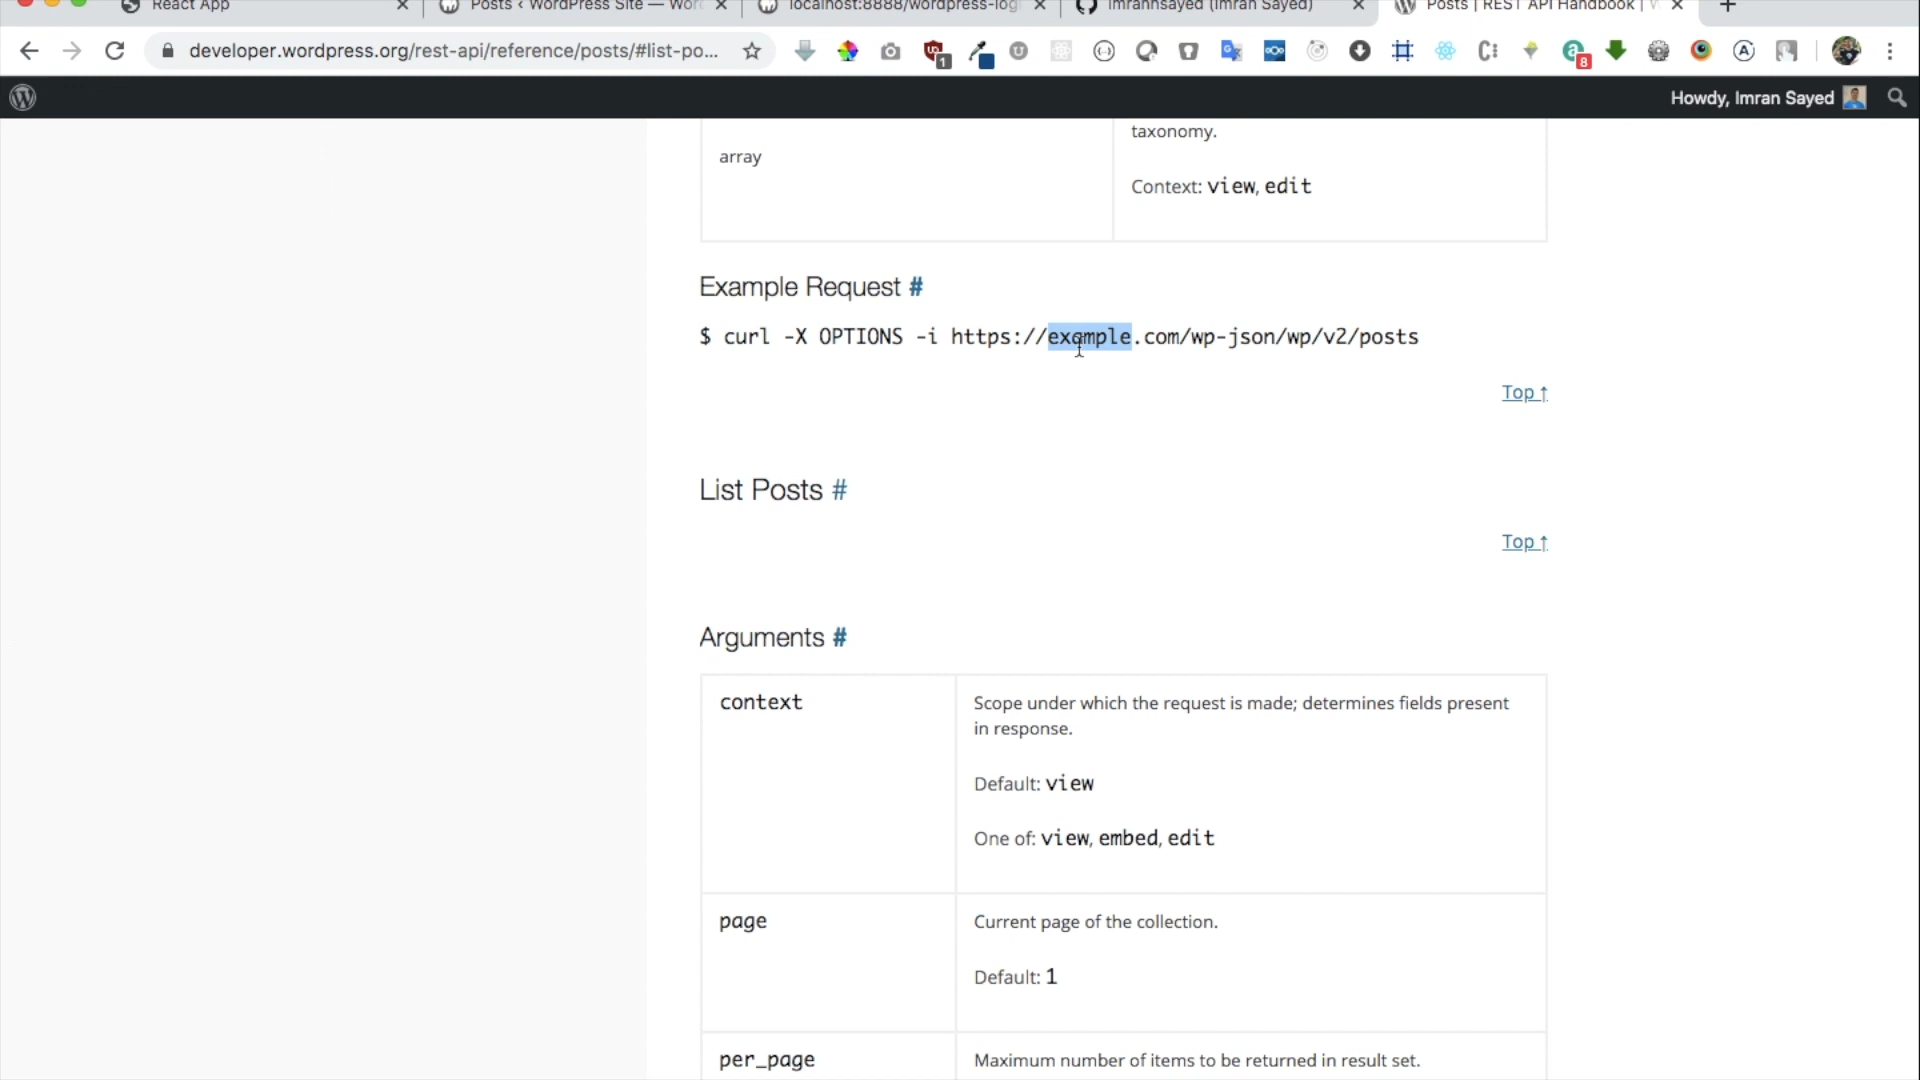 React App
Posts ‹ WordPress Site — Wor
localhost:8888/wordpress-log
imrannsayed (Imran Sayed)
Posts | REST API Handbook | W
developer.wordpress.org/rest-api/reference/posts/#list-po...
1
8
Howdy, Imran Sayed
taxonomy.
array
Context: view, edit
Example Request #
$ curl -X OPTIONS -i https://example.com/wp-json/wp/v2/posts
Top ↑
List Posts #
Top ↑
Arguments #
context
Scope under which the request is made; determines fields present
in response.
Default: view
One of: view, embed, edit
page
Current page of the collection.
Default: 1
per_page
Maximum number of items to be returned in result set.